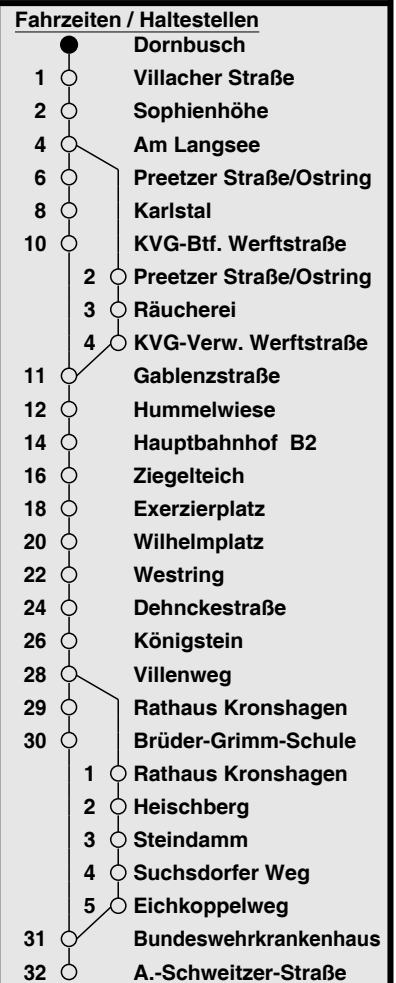 Fahrzeiten / Haltestellen
Dornbusch
1 Villacher Straße
2 Sophienhöhe
4 Am Langsee
6 Preetzer Straße/Ostring
8 Karlstal
10 KVG-Btf. Werftstraße
2 Preetzer Straße/Ostring
3 Räucherei
4 KVG-Verw. Werftstraße
11 Gablenzstraße
12 Hummelwiese
14 Hauptbahnhof B2
16 Ziegelteich
18 Exerzierplatz
20 Wilhelmplatz
22 Westring
24 Dehnckestraße
26 Königstein
28 Villenweg
29 Rathaus Kronshagen
30 Brüder-Grimm-Schule
1 Rathaus Kronshagen
2 Heischberg
3 Steindamm
4 Suchsdorfer Weg
5 Eichkoppelweg
31 Bundeswehrkrankenhaus
32 A.-Schweitzer-Straße